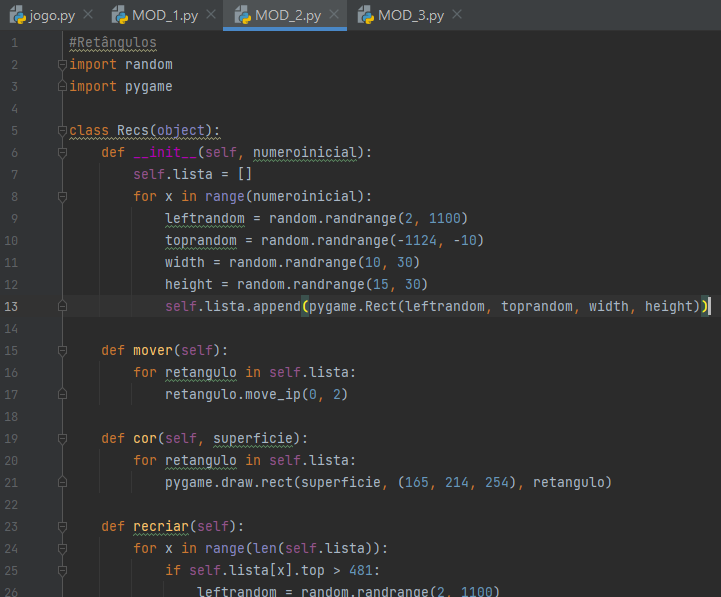 jogo.py MOD_1.py MOD_2.py MOD_3.py
1 #Retângulos
2 import random
3 import pygame
4
5 class Recs(object):
6 def __init__(self, numeroinicial):
7 self.lista = []
8 for x in range(numeroinicial):
9 leftrandom = random.randrange(2, 1100)
10 toprandom = random.randrange(-1124, -10)
11 width = random.randrange(10, 30)
12 height = random.randrange(15, 30)
13 self.lista.append(pygame.Rect(leftrandom, toprandom, width, height))
14
15 def mover(self):
16 for retangulo in self.lista:
17 retangulo.move_ip(0, 2)
18
19 def cor(self, superficie):
20 for retangulo in self.lista:
21 pygame.draw.rect(superficie, (165, 214, 254), retangulo)
22
23 def recriar(self):
24 for x in range(len(self.lista)):
25 if self.lista[x].top > 481:
26 leftrandom = random.randrange(2, 1100)